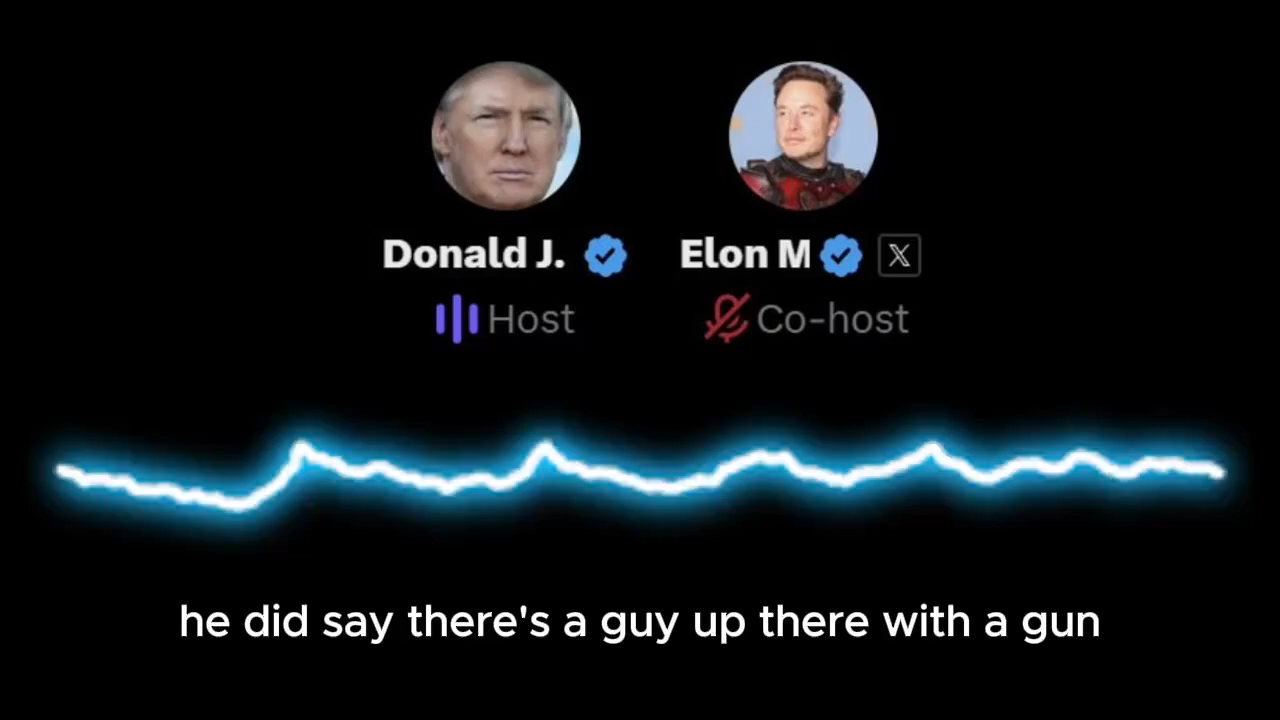 Donald J. Elon M X
Host Co-host
he did say there's a guy up there with a gun